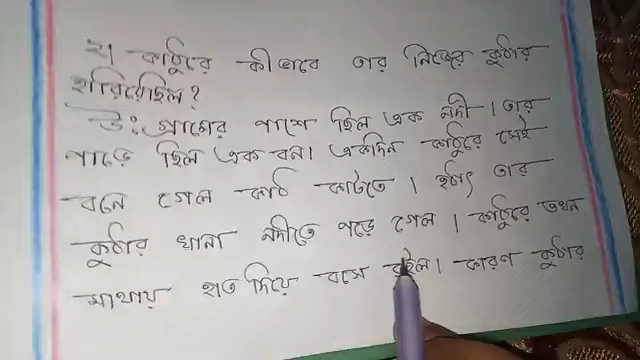 ২। কাঠুরে কীভাবে তার নিজের কুঠার
হারিয়েছিল?
উঃ গ্রামের পাশে ছিল এক নদী। তার
পাড়ে ছিল এক বন। একদিন কাঠুরে সেই
বনে গেল কাঠ কাটতে। হঠাৎ তার
কুঠার খানা নদীতে পড়ে গেল। কাঠুরে তখন
মাথায় হাত দিয়ে বসে রইল। কারণ কুঠার